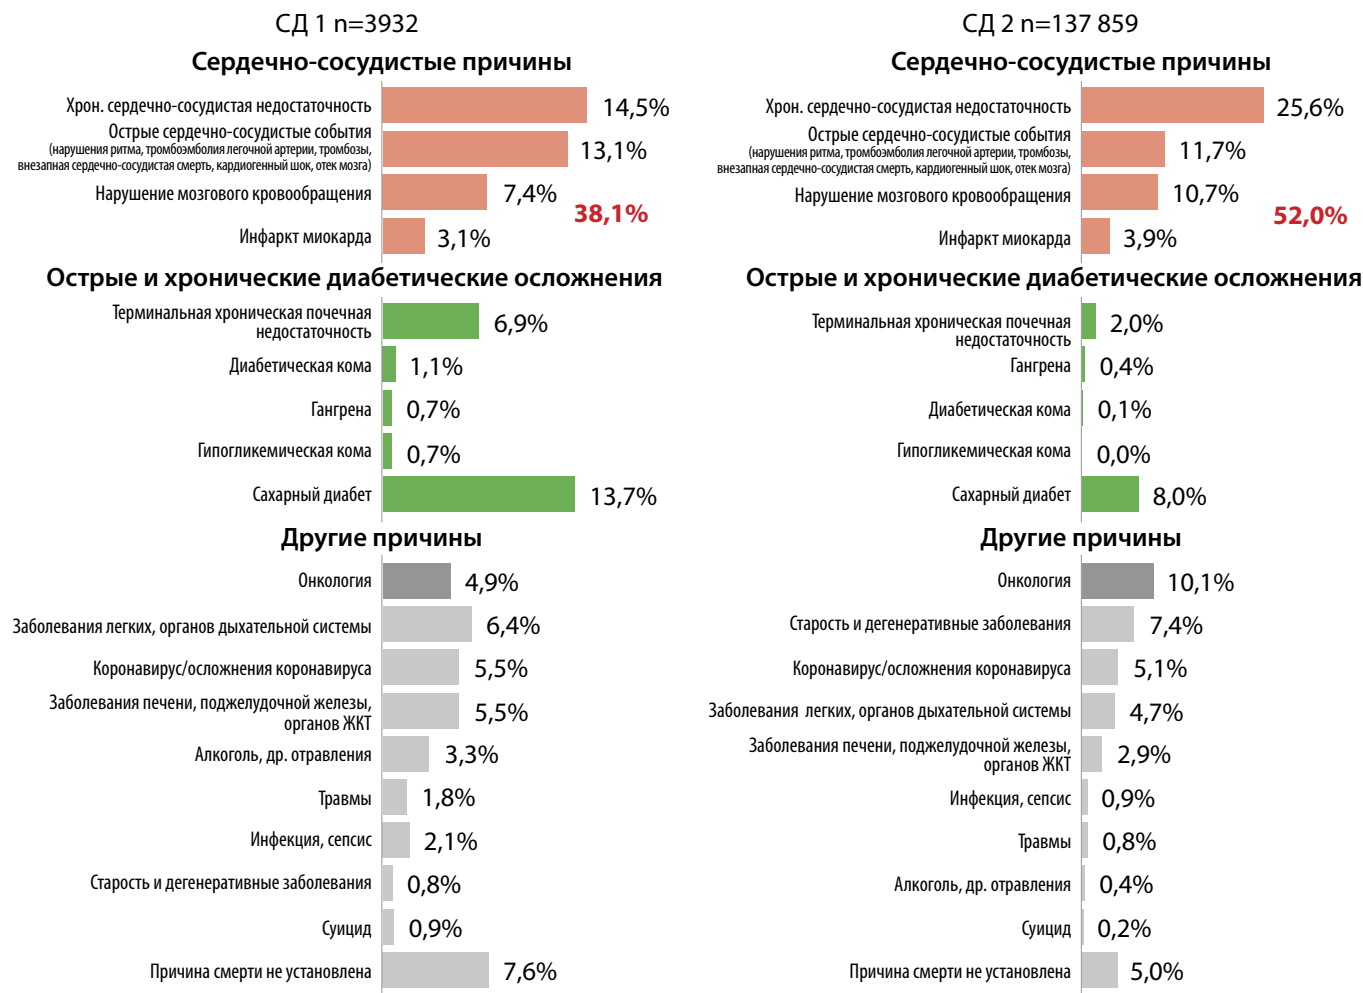 СД 1 n=3932
Сердечно-сосудистые причины
Хрон. сердечно-сосудистая недостаточность 14,5%
Острые сердечно-сосудистые события
(нарушения ритма, тромбоэмболия легочной артерии, тромбозы,
внезапная сердечно-сосудистая смерть, кардиогенный шок, отек мозга)
13,1%
Нарушение мозгового кровообращения 7,4%
38,1%
Инфаркт миокарда 3,1%
Острые и хронические диабетические осложнения
Терминальная хроническая почечная
недостаточность
6,9%
Диабетическая кома 1,1%
Гангрена 0,7%
Гипогликемическая кома 0,7%
Сахарный диабет 13,7%
Другие причины
Онкология 4,9%
Заболевания легких, органов дыхательной системы 6,4%
Коронавирус/осложнения коронавируса 5,5%
Заболевания печени, поджелудочной железы,
органов ЖКТ
5,5%
Алкоголь, др. отравления 3,3%
Травмы 1,8%
Инфекция, сепсис 2,1%
Старость и дегенеративные заболевания 0,8%
Суицид 0,9%
Причина смерти не установлена 7,6%
СД 2 n=137 859
Сердечно-сосудистые причины
Хрон. сердечно-сосудистая недостаточность 25,6%
Острые сердечно-сосудистые события
(нарушения ритма, тромбоэмболия легочной артерии, тромбозы,
внезапная сердечно-сосудистая смерть, кардиогенный шок, отек мозга)
11,7%
Нарушение мозгового кровообращения 10,7%
52,0%
Инфаркт миокарда 3,9%
Острые и хронические диабетические осложнения
Терминальная хроническая почечная
недостаточность
2,0%
Гангрена 0,4%
Диабетическая кома 0,1%
Гипогликемическая кома 0,0%
Сахарный диабет 8,0%
Другие причины
Онкология 10,1%
Старость и дегенеративные заболевания 7,4%
Коронавирус/осложнения коронавируса 5,1%
Заболевания легких, органов дыхательной системы 4,7%
Заболевания печени, поджелудочной железы,
органов ЖКТ
2,9%
Инфекция, сепсис 0,9%
Травмы 0,8%
Алкоголь, др. отравления 0,4%
Суицид 0,2%
Причина смерти не установлена 5,0%